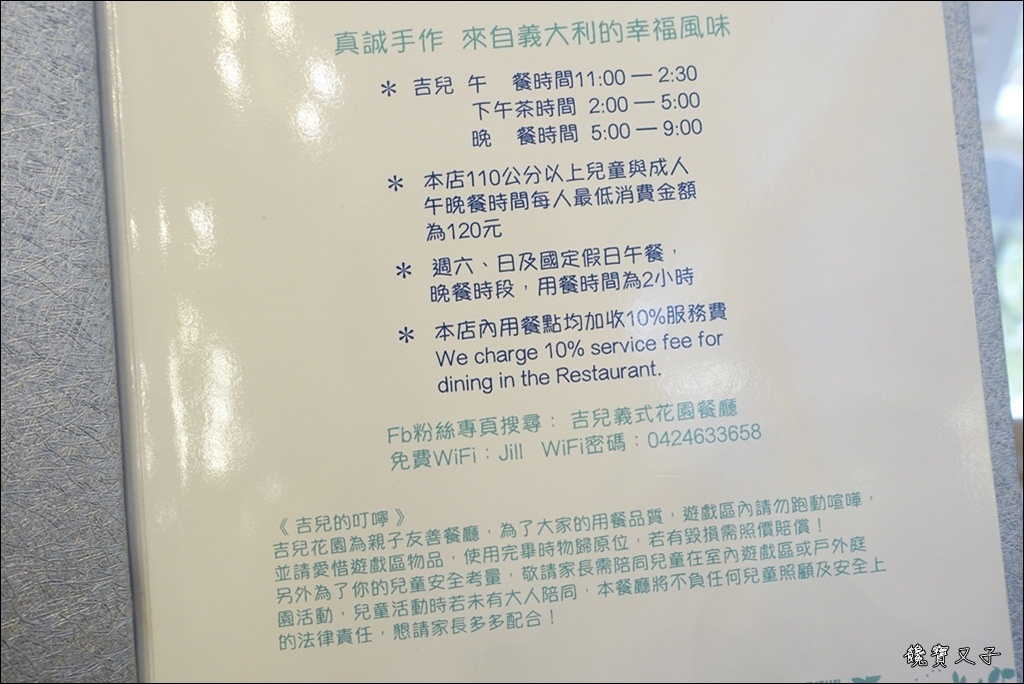 真誠手作 來自義大利的幸福風味
＊ 吉兒 午　餐時間11:00 — 2:30
下午茶時間 2:00 — 5:00
晚　餐時間 5:00 — 9:00
＊ 本店110公分以上兒童與成人
午晚餐時間每人最低消費金額
為120元
＊ 週六、日及國定假日午餐，
晚餐時段，用餐時間為2小時
＊ 本店內用餐點均加收10%服務費
We charge 10% service fee for
dining in the Restaurant.
Fb粉絲專頁搜尋： 吉兒義式花園餐廳
免費WiFi：Jill WiFi密碼：0424633658
《 吉兒的叮嚀 》
吉兒花園為親子友善餐廳，為了大家的用餐品質，遊戲區內請勿跑動喧嘩，
並請愛惜遊戲區物品，使用完畢時物歸原位，若有毀損需照價賠償！
另外為了你的兒童安全考量，敬請家長需陪同兒童在室內遊戲區或戶外庭
園活動，兒童活動時若未有大人陪同，本餐廳將不負任何兒童照顧及安全上
的法律責任，懇請家長多多配合！
饞寶又子